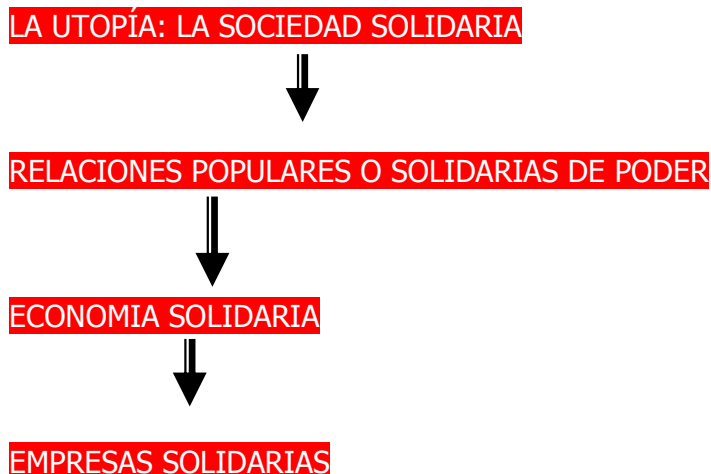 LA UTOPÍA: LA SOCIEDAD SOLIDARIA
RELACIONES POPULARES O SOLIDARIAS DE PODER
ECONOMIA SOLIDARIA
EMPRESAS SOLIDARIAS